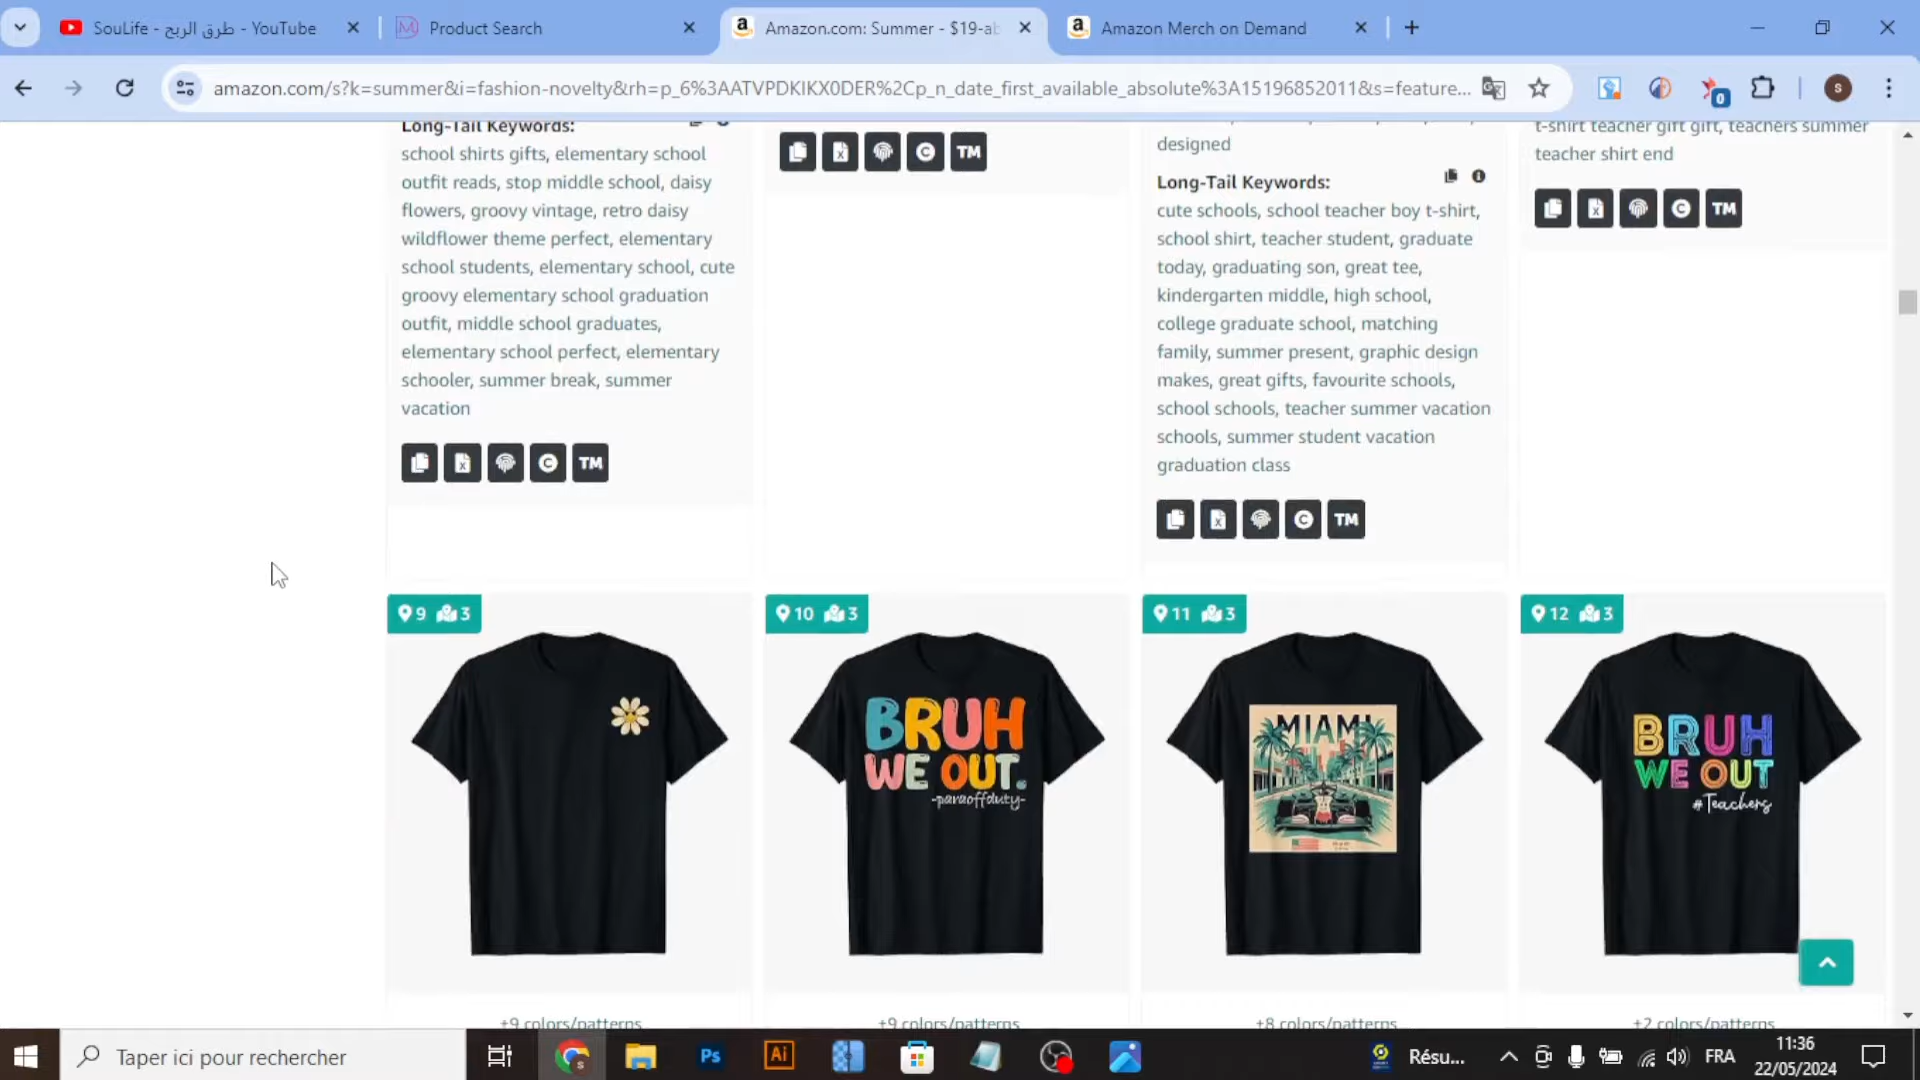 SouLife - طرق الربح - YouTube
Product Search
Amazon.com: Summer - $19-ab
Amazon Merch on Demand
amazon.com/s?k=summer&i=fashion-novelty&rh=p_6%3AATVPDKIKX0DER%2Cp_n_date_first_available_absolute%3A15196852011&s=feature...
0
s
Long-Tail Keywords:
school shirts gifts, elementary school
outfit reads, stop middle school, daisy
flowers, groovy vintage, retro daisy
wildflower theme perfect, elementary
school students, elementary school, cute
groovy elementary school graduation
outfit, middle school graduates,
elementary school perfect, elementary
schooler, summer break, summer
vacation
TM
TM
designed
Long-Tail Keywords:
cute schools, school teacher boy t-shirt,
school shirt, teacher student, graduate
today, graduating son, great tee,
kindergarten middle, high school,
college graduate school, matching
family, summer present, graphic design
makes, great gifts, favourite schools,
school schools, teacher summer vacation
schools, summer student vacation
graduation class
TM
t-shirt teacher gift gift, teachers summer
teacher shirt end
TM
9 3
10 3
11 3
12 3
BRUH
WE OUT.
-paraoffduty-
MIAMI
BRUH
WE OUT
#Teachers
+9 colors/patterns
+9 colors/patterns
+8 colors/patterns
+2 colors/patterns
Taper ici pour rechercher
Ps
Ai
Résu...
FRA
11:36
22/05/2024